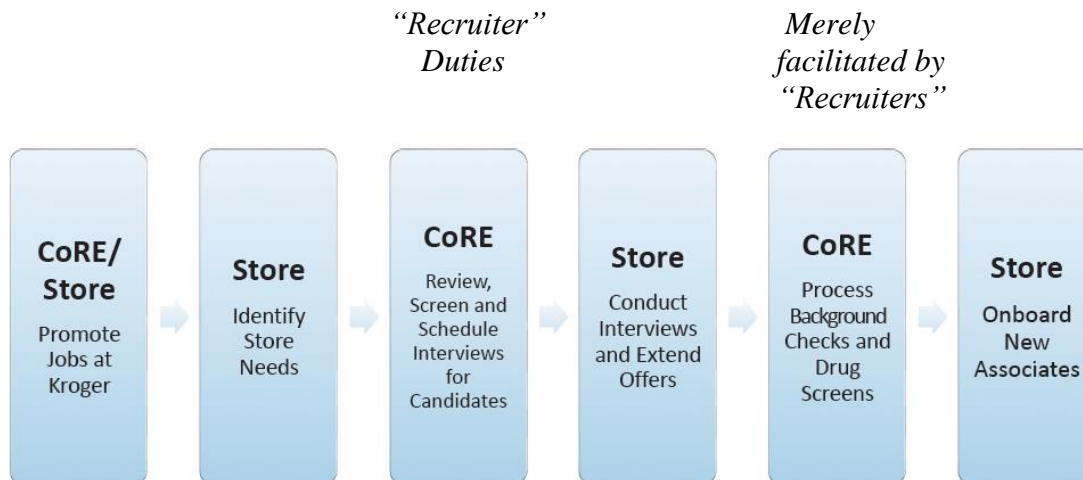 “Recruiter”
Duties
Merely
facilitated by
“Recruiters”
CoRE/
Store
Promote
Jobs at
Kroger
Store
Identify
Store
Needs
CoRE
Review,
Screen and
Schedule
Interviews
for
Candidates
Store
Conduct
Interviews
and Extend
Offers
CoRE
Process
Background
Checks and
Drug
Screens
Store
Onboard
New
Associates